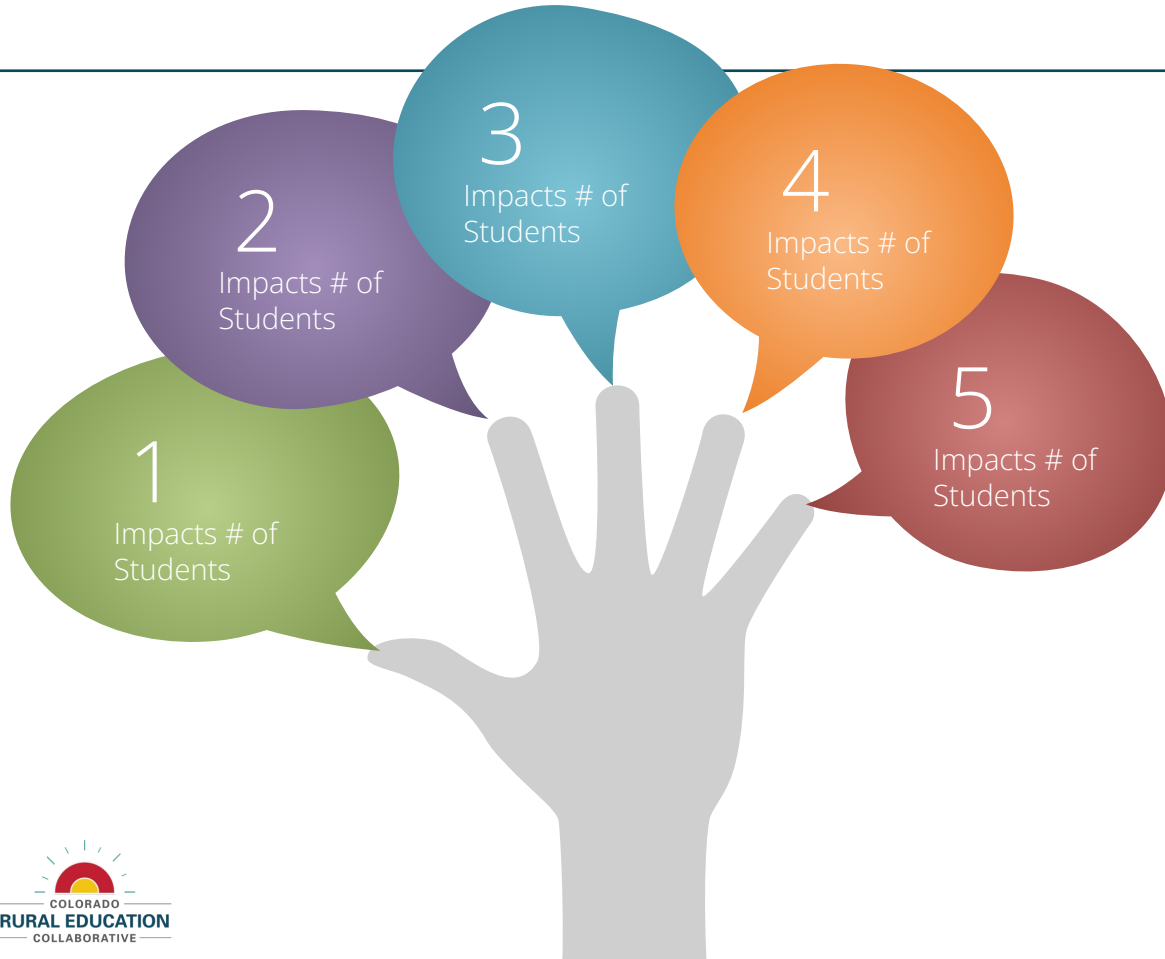 1
Impacts # of
Students
2
Impacts # of
Students
3
Impacts # of
Students
4
Impacts # of
Students
5
Impacts # of
Students
COLORADO
RURAL EDUCATION
COLLABORATIVE